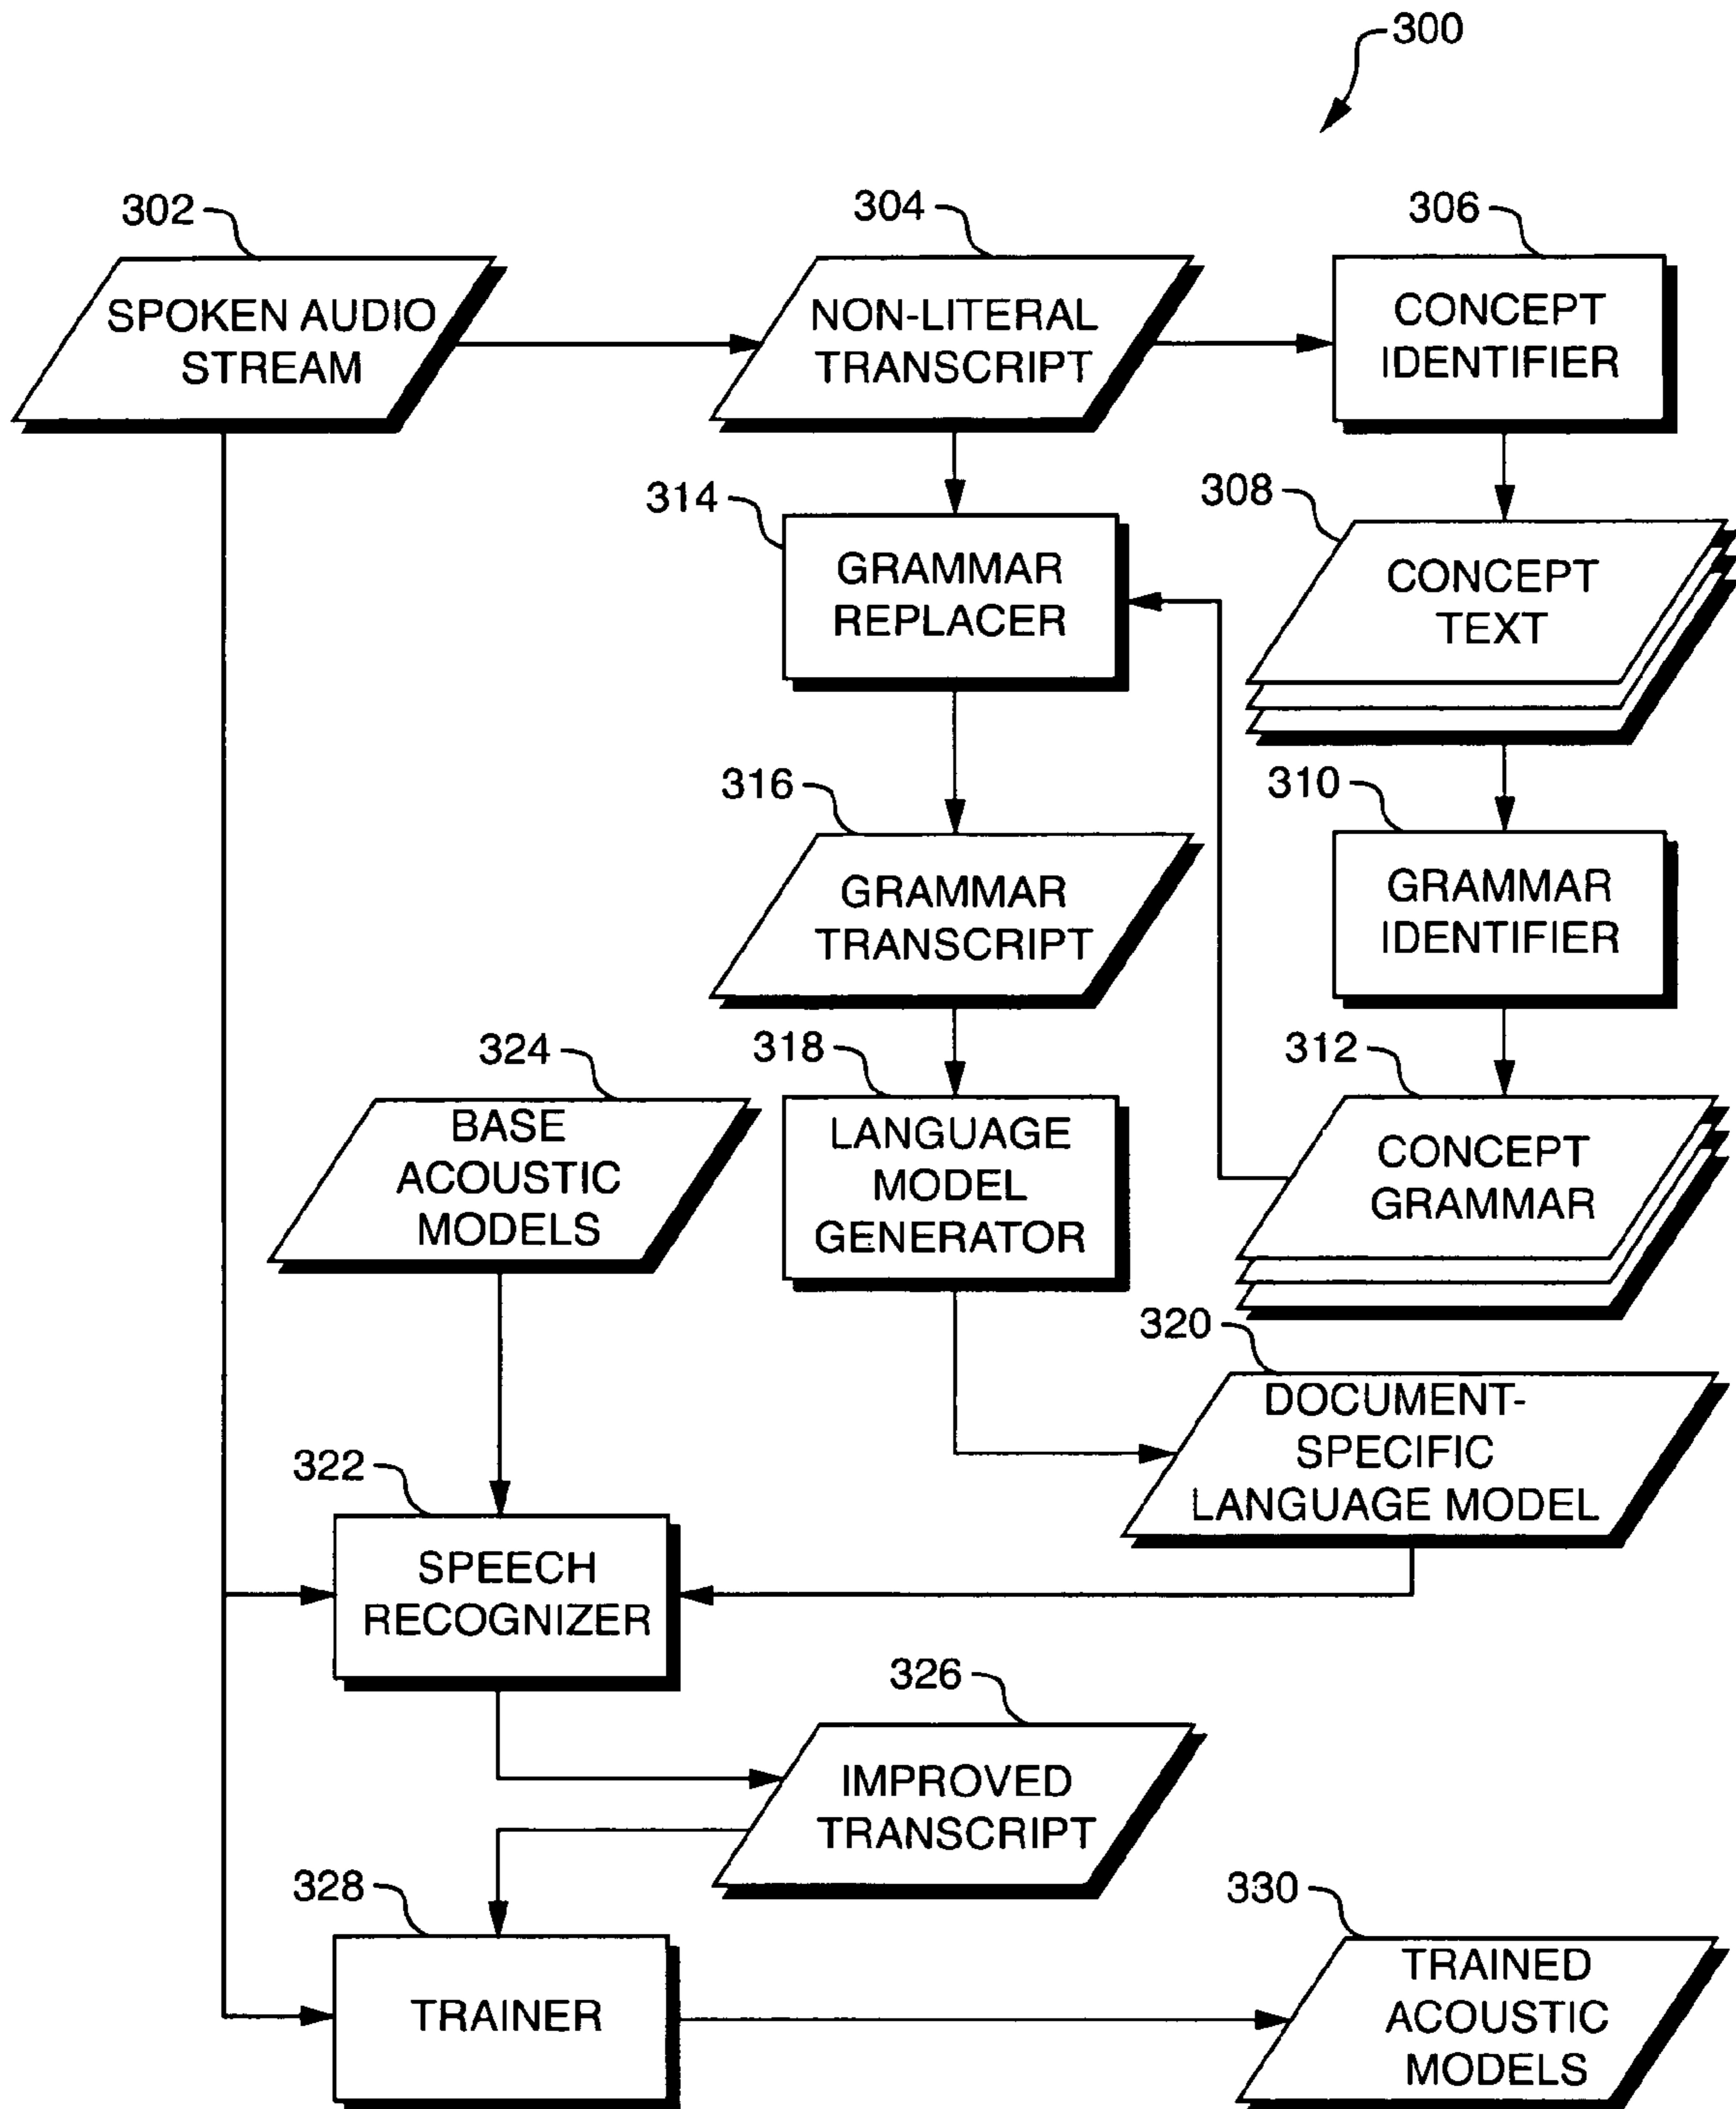 300
302
SPOKEN AUDIO
STREAM
304
NON-LITERAL
TRANSCRIPT
306
CONCEPT
IDENTIFIER
308
CONCEPT
TEXT
314
GRAMMAR
REPLACER
310
GRAMMAR
IDENTIFIER
316
GRAMMAR
TRANSCRIPT
312
CONCEPT
GRAMMAR
324
BASE
ACOUSTIC
MODELS
318
LANGUAGE
MODEL
GENERATOR
320
DOCUMENT-
SPECIFIC
LANGUAGE MODEL
322
SPEECH
RECOGNIZER
326
IMPROVED
TRANSCRIPT
328
TRAINER
330
TRAINED
ACOUSTIC
MODELS